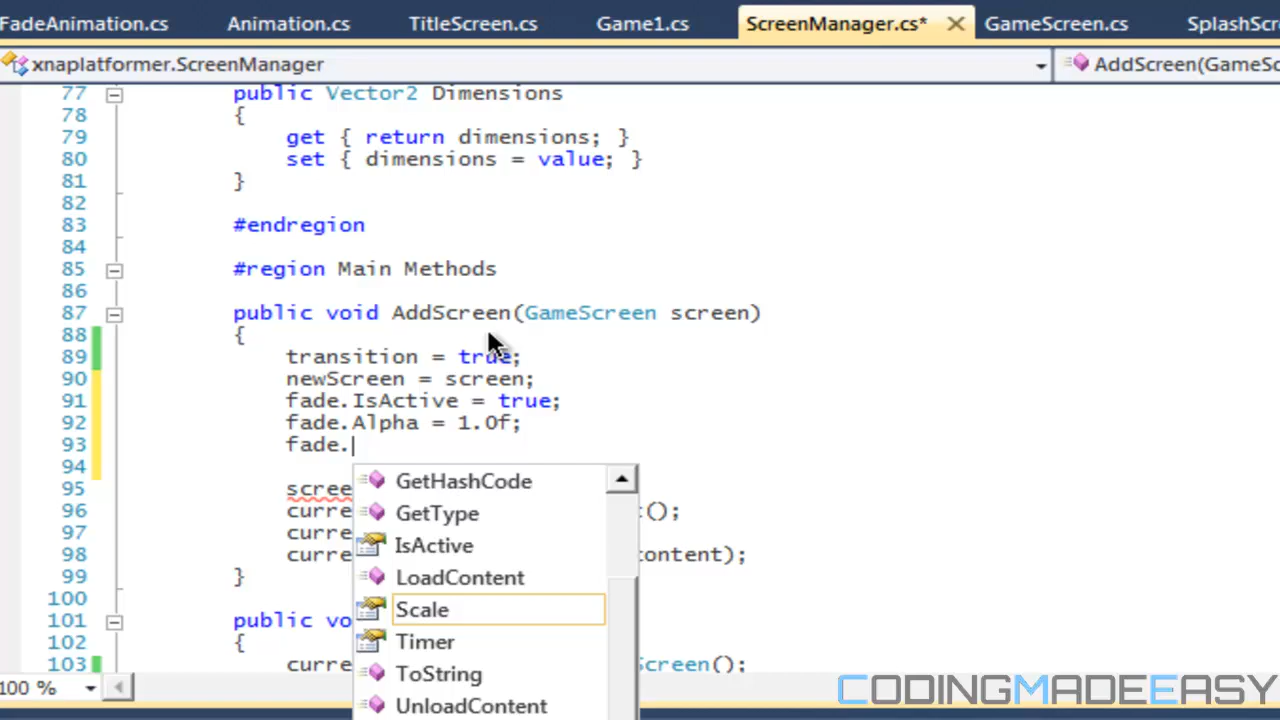 FadeAnimation.cs Animation.cs TitleScreen.cs Game1.cs ScreenManager.cs* GameScreen.cs SplashScr
xnaplatformer.ScreenManager AddScreen(GameSc
77 public Vector2 Dimensions
78 {
79 get { return dimensions; }
80 set { dimensions = value; }
81 }
82
83 #endregion
84
85 #region Main Methods
86
87 public void AddScreen(GameScreen screen)
88 {
89 transition = true;
90 newScreen = screen;
91 fade.IsActive = true;
92 fade.Alpha = 1.0f;
93 fade.
94
GetHashCode
95 scree
96 curre t();
GetType
97 curre
IsActive
98 curre ontent);
99 }
LoadContent
100
Scale
101 public vo
102 {
Timer
103 curre Screen();
ToString
100 %
UnloadContent
CODINGMADEEASY